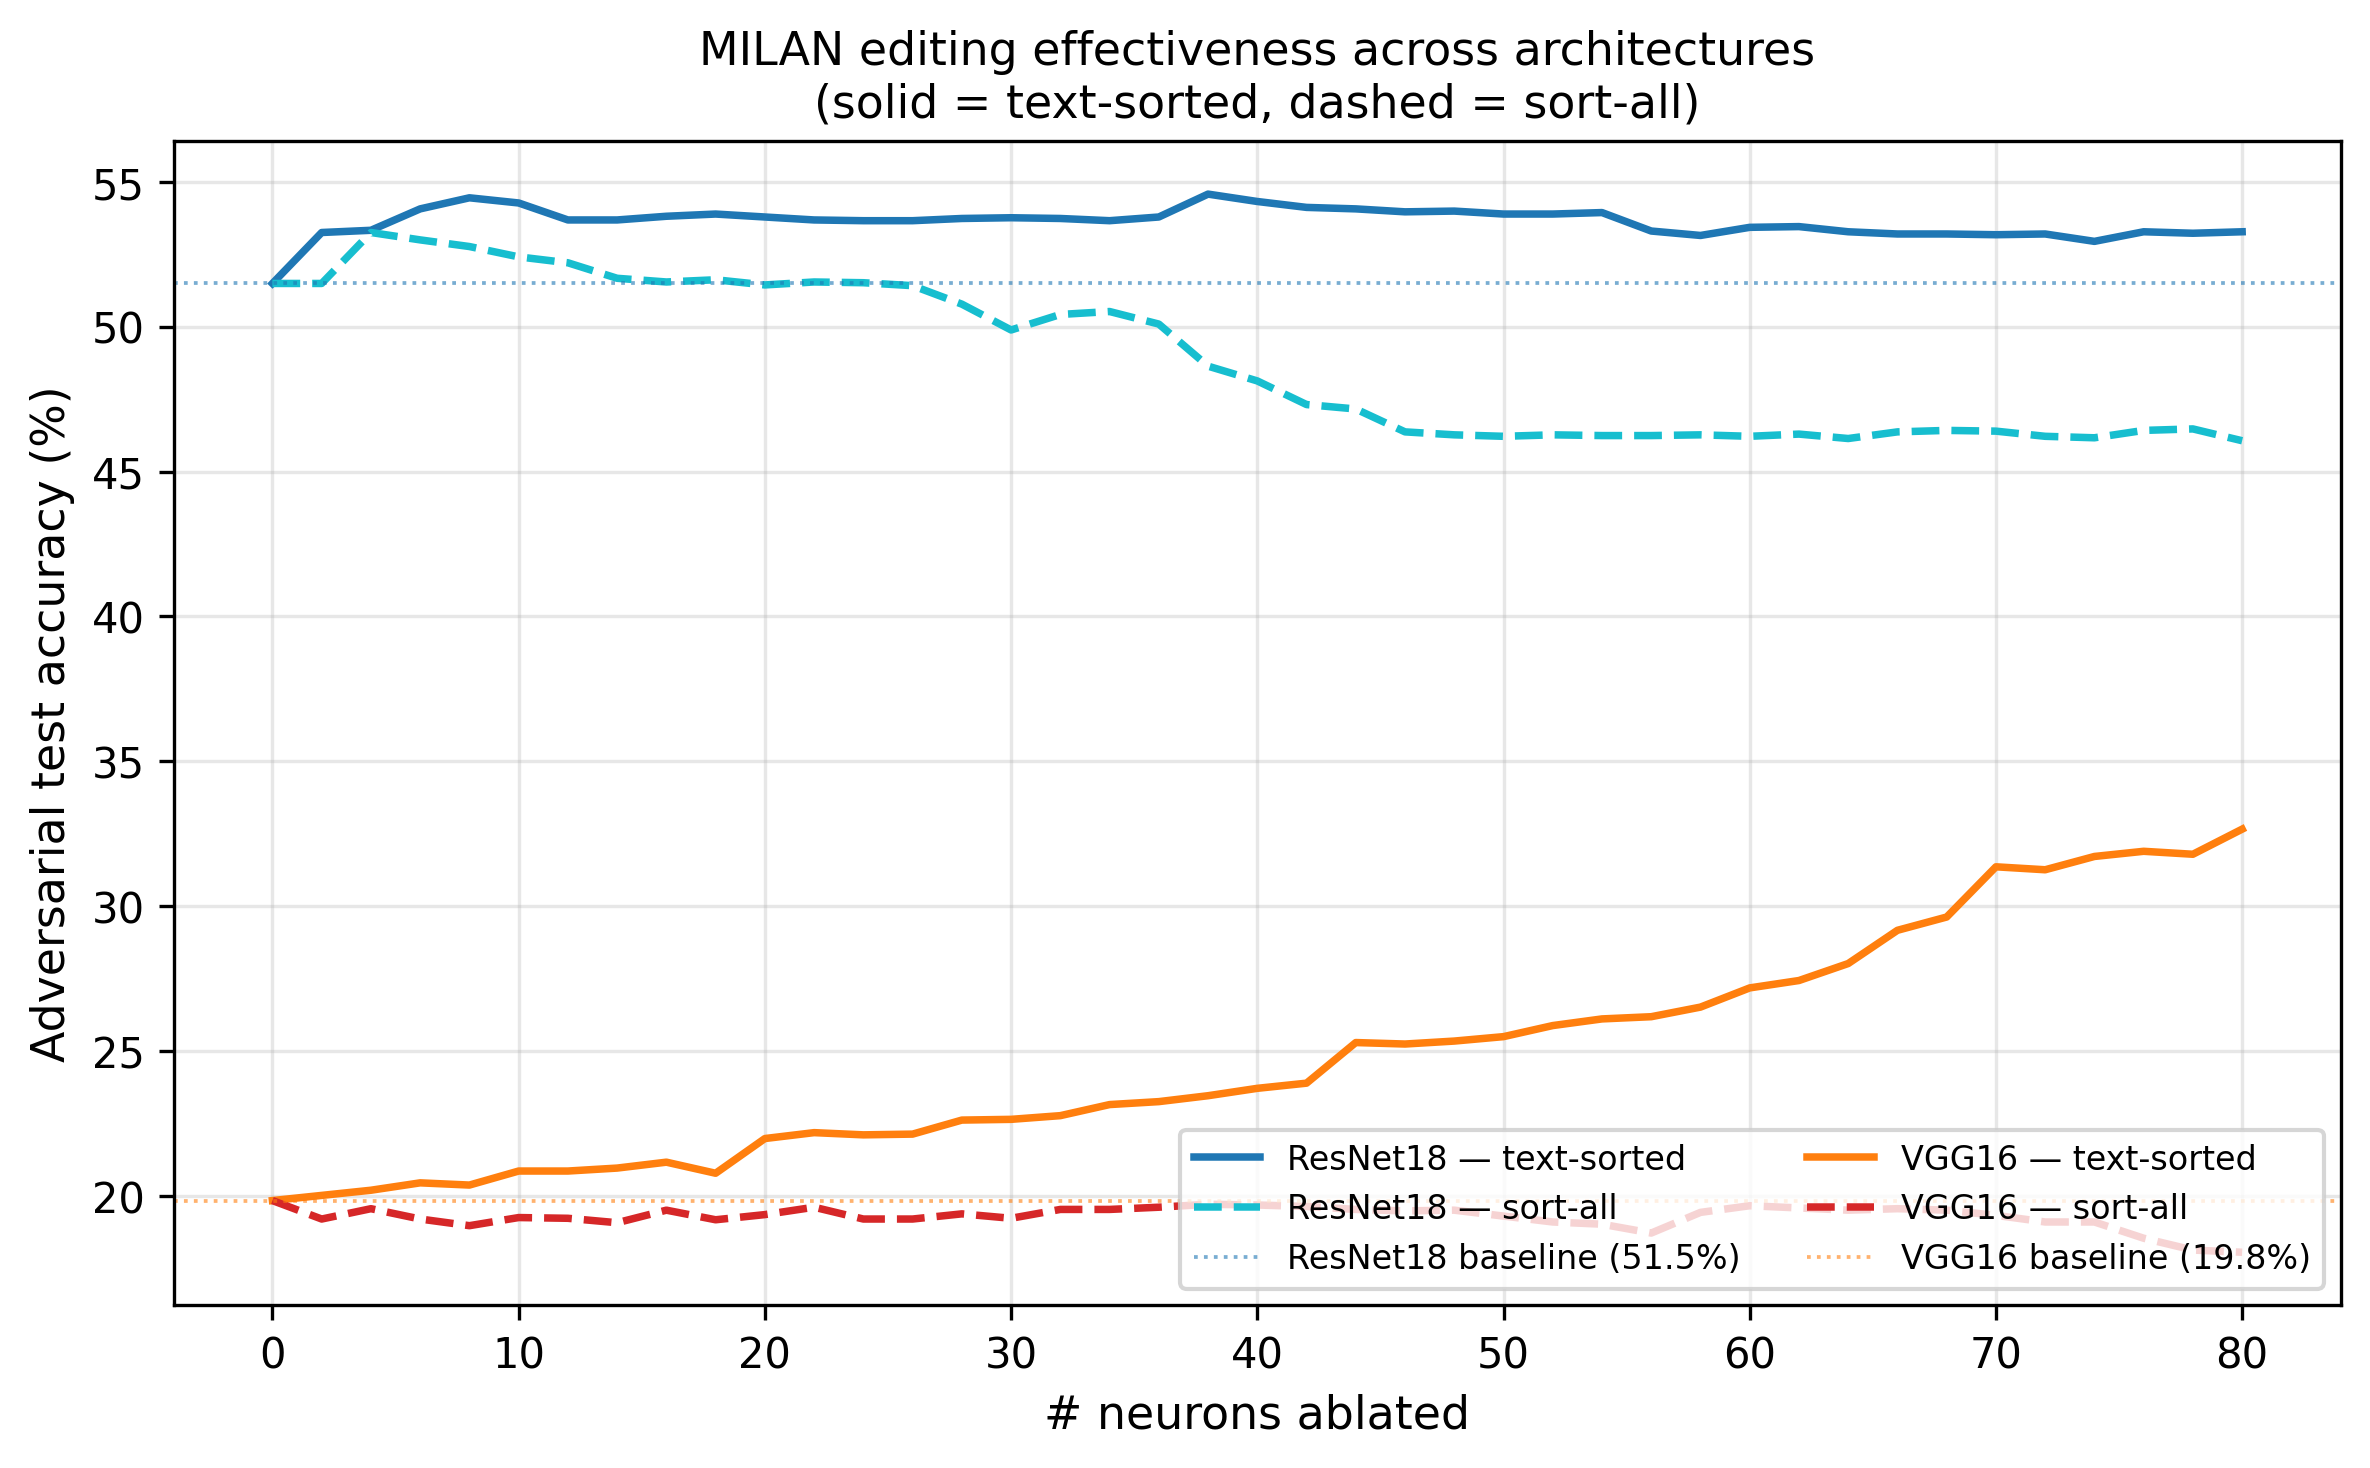 MILAN editing effectiveness across architectures
(solid = text-sorted, dashed = sort-all)
Adversarial test accuracy (%)
55
50
45
40
35
30
25
20
ResNet18 — text-sorted
ResNet18 — sort-all
ResNet18 baseline (51.5%)
VGG16 — text-sorted
VGG16 — sort-all
VGG16 baseline (19.8%)
0 10 20 30 40 50 60 70 80
# neurons ablated